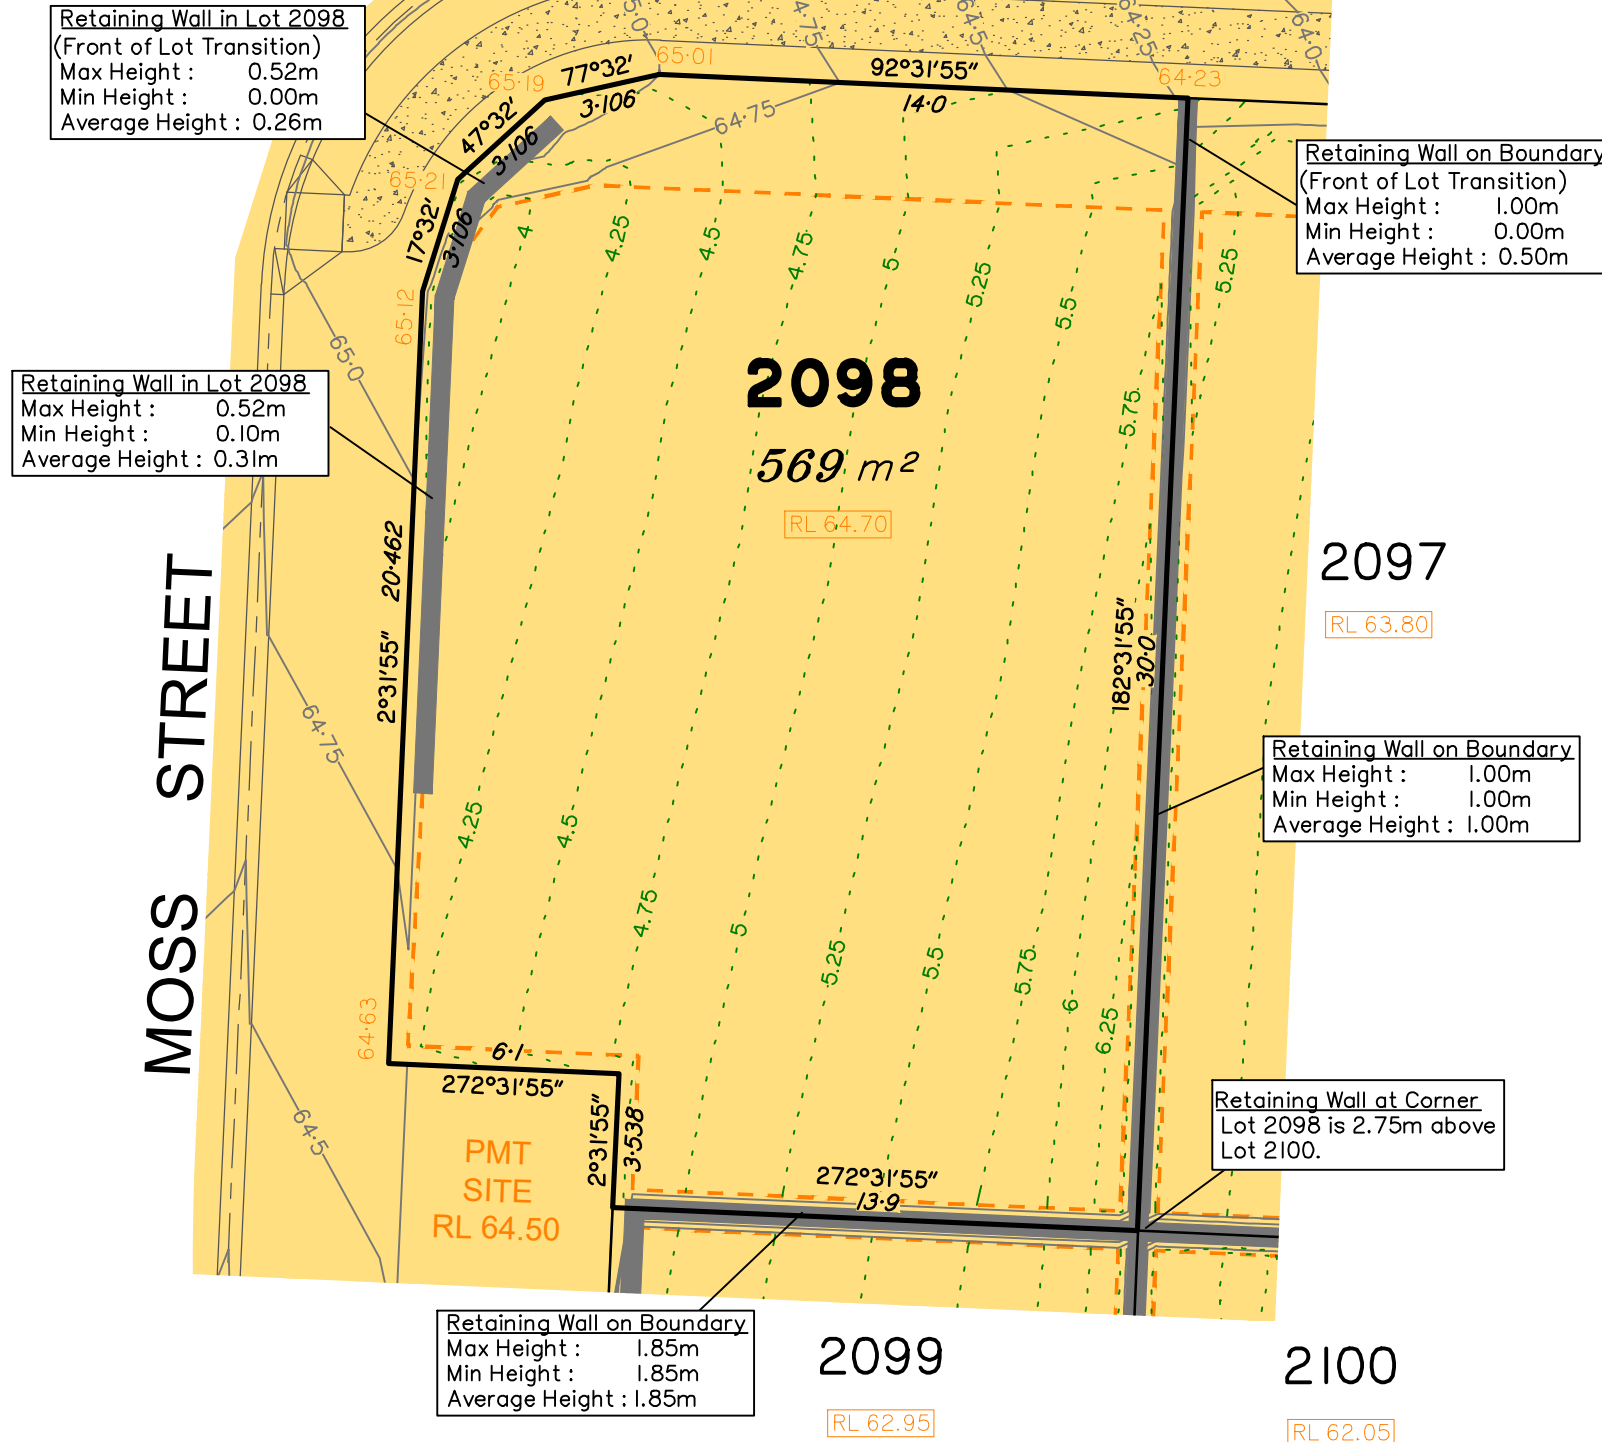 Retaining Wall in Lot 2098
(Front of Lot Transition)
Max Height : 0.52m
Min Height : 0.00m
Average Height : 0.26m
5·0
4·75
64·5
64·25
64·0
65·01
65·19
77°32'
3·106
92°31'55"
14·0
64·23
47°32'
3·106
64·75
65·21
17°32'
3·106
65·12
Retaining Wall on Boundary
(Front of Lot Transition)
Max Height : 1.00m
Min Height : 0.00m
Average Height : 0.50m
4
4.25
4.5
4.75
5
5.25
5.5
5.25
65·0
Retaining Wall in Lot 2098
Max Height : 0.52m
Min Height : 0.10m
Average Height : 0.31m
2098
569 m²
RL 64.70
5.75
20·462
2°31'55"
MOSS STREET
2097
RL 63.80
182°31'55"
30·0
64·75
Retaining Wall on Boundary
Max Height : 1.00m
Min Height : 1.00m
Average Height : 1.00m
4.25
4.5
4.75
5
5.25
5.5
5.75
6
6.25
64·63
6·1
272°31'55"
64·5
2°31'55"
3·538
PMT
SITE
RL 64.50
272°31'55"
13·9
Retaining Wall at Corner
Lot 2098 is 2.75m above
Lot 2100.
Retaining Wall on Boundary
Max Height : 1.85m
Min Height : 1.85m
Average Height : 1.85m
2099
RL 62.95
2100
RL 62.05